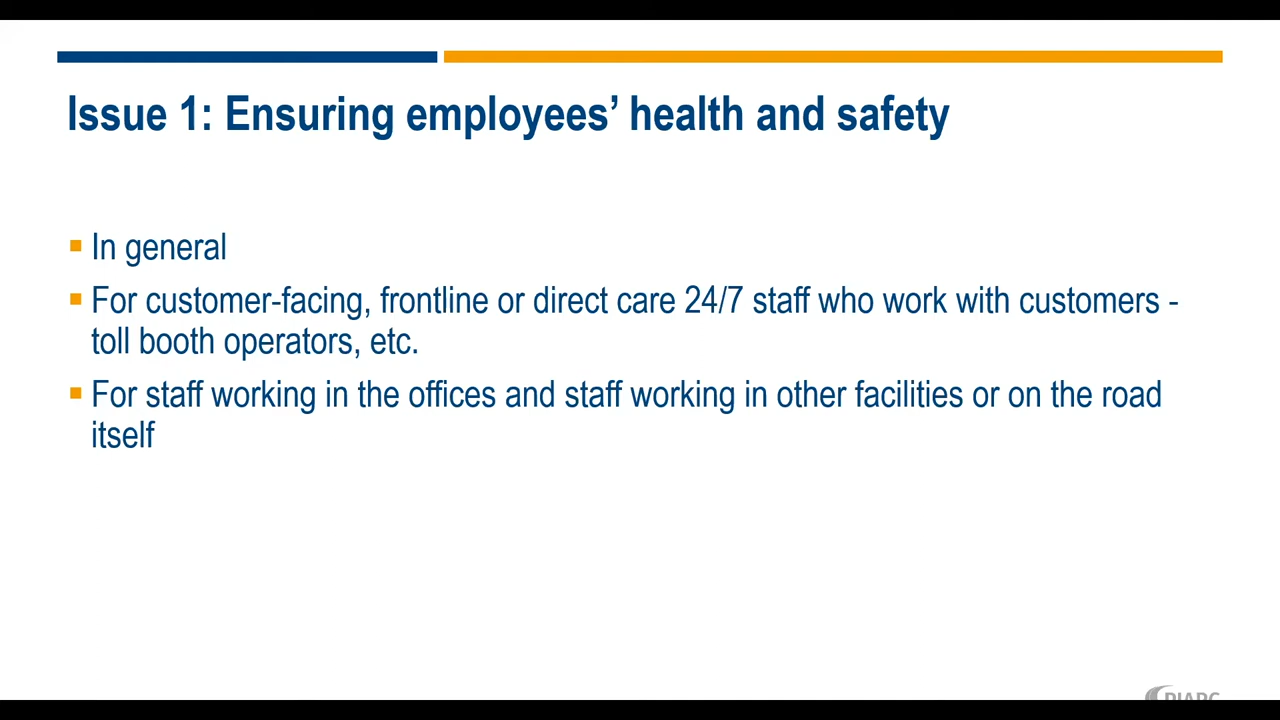 Issue 1: Ensuring employees’ health and safety
In general
For customer-facing, frontline or direct care 24/7 staff who work with customers -
toll booth operators, etc.
For staff working in the offices and staff working in other facilities or on the road
itself
PIARC